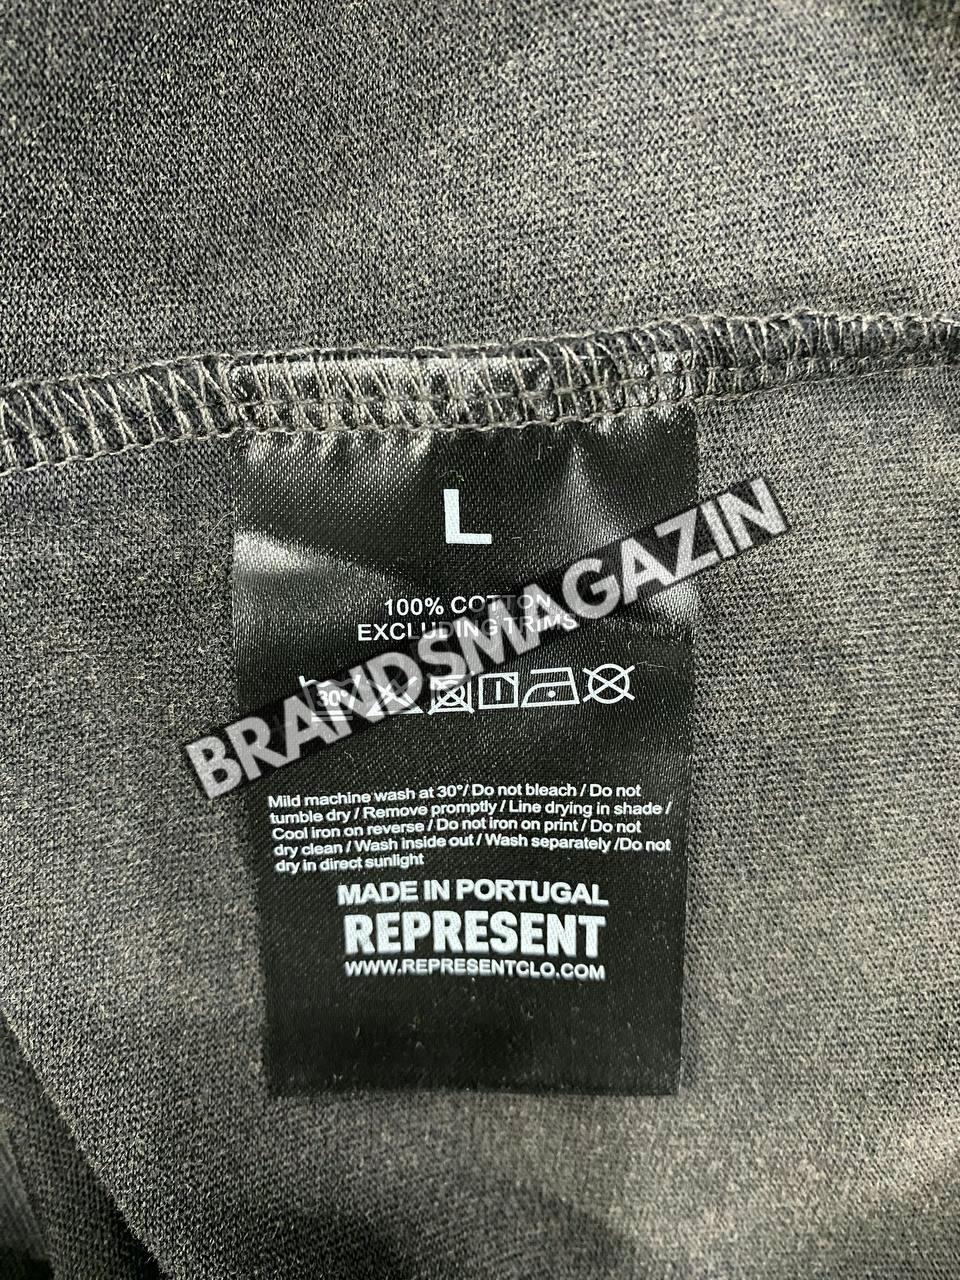 L
100% COTTON
EXCLUDING TRIMS
30°
BRANDSMAGAZIN
Mild machine wash at 30°/ Do not bleach / Do not
tumble dry / Remove promptly / Line drying in shade /
Cool iron on reverse / Do not iron on print / Do not
dry clean / Wash inside out / Wash separately /Do not
dry in direct sunlight
MADE IN PORTUGAL
REPRESENT
WWW.REPRESENTCLO.COM